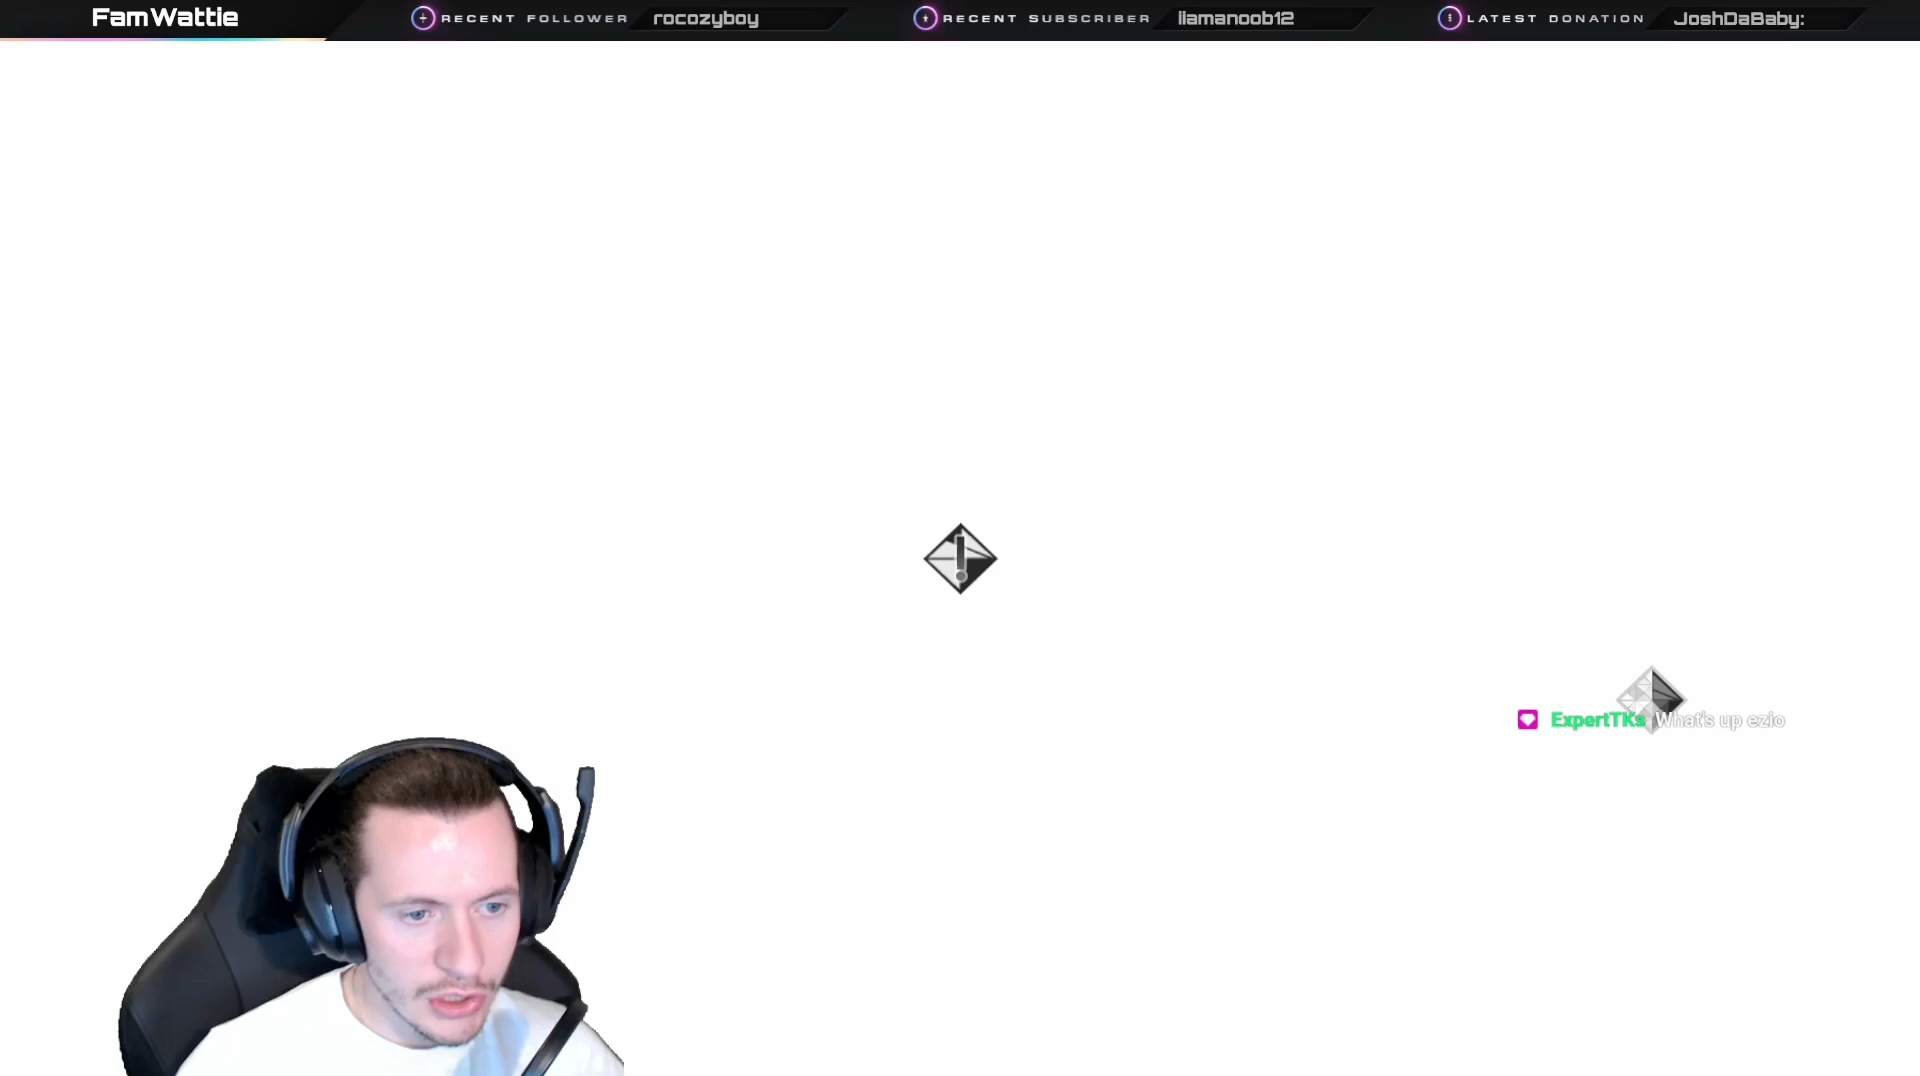 FamWattie
RECENT FOLLOWER rocozyboy
RECENT SUBSCRIBER llamanoob12
LATEST DONATION JoshDaBaby:
ExpertTKs What's up ezio